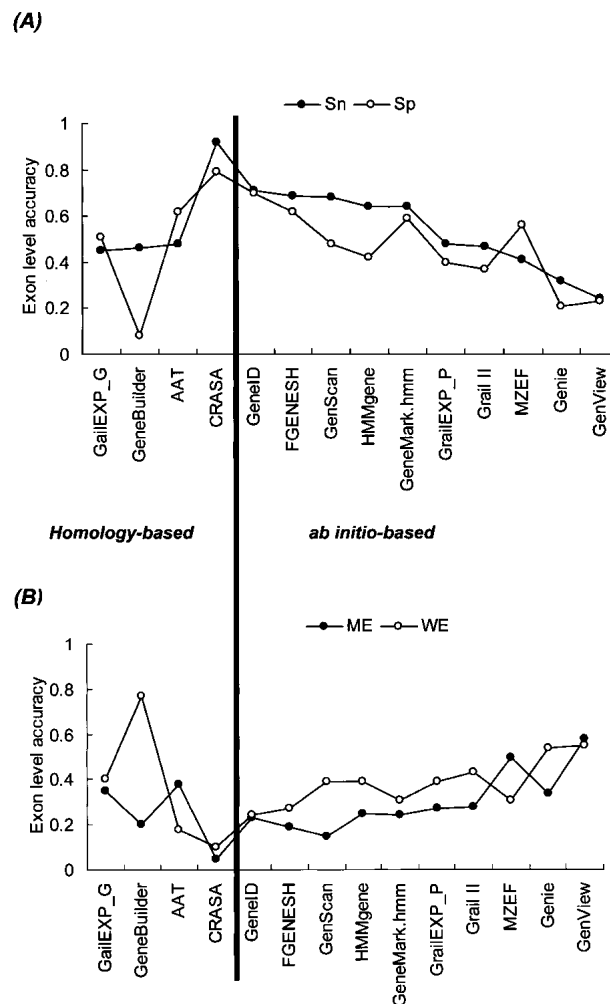 (A)
Sn Sp
Exon level accuracy
1
0.8
0.6
0.4
0.2
0
GailEXP_G
GeneBuilder
AAT
CRASA
GeneID
FGENESH
GenScan
HMMgene
GeneMark.hmm
GrailEXP_P
Grail II
MZEF
Genie
GenView
Homology-based ab initio-based
(B)
ME WE
Exon level accuracy
1
0.8
0.6
0.4
0.2
0
GailEXP_G
GeneBuilder
AAT
CRASA
GeneID
FGENESH
GenScan
HMMgene
GeneMark.hmm
GrailEXP_P
Grail II
MZEF
Genie
GenView